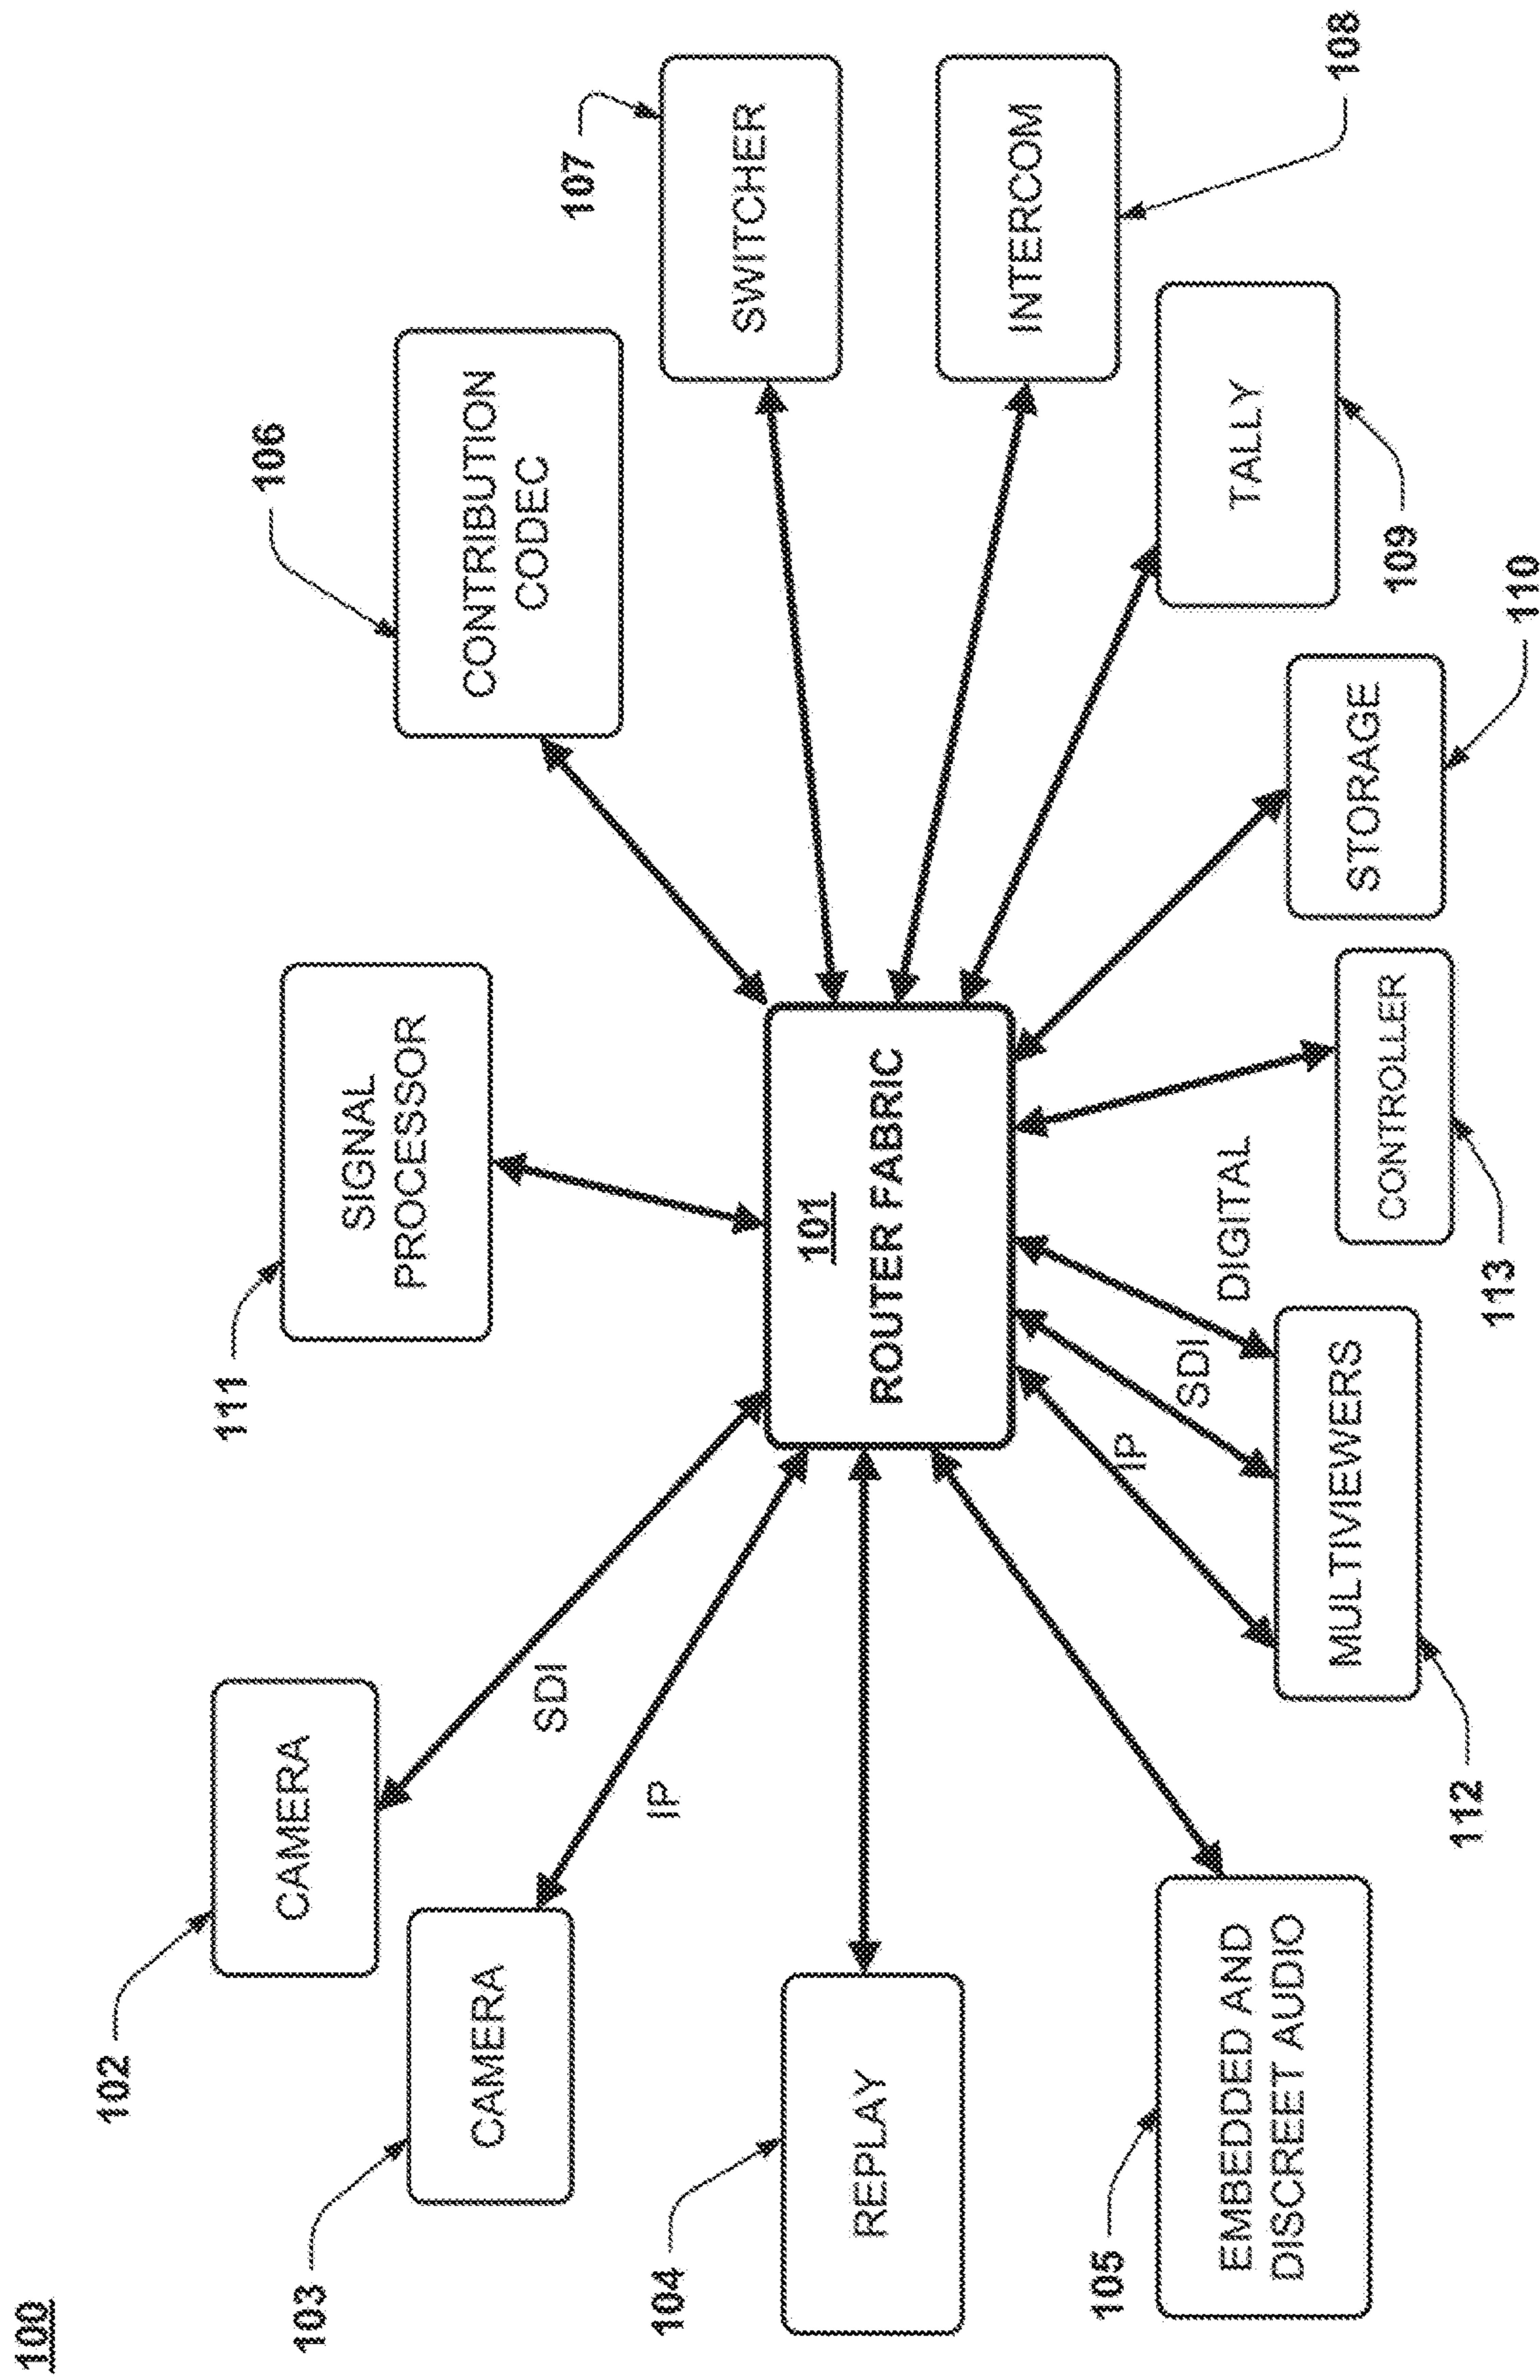 100
111
SIGNAL
PROCESSOR
106
CONTRIBUTION
CODEC
102
CAMERA
SDI
103
CAMERA
IP
107
SWITCHER
101
ROUTER FABRIC
104
REPLAY
INTERCOM
108
105
EMBEDDED AND
DISCREET AUDIO
IP
SDI
DIGITAL
TALLY
109
MULTIVIEWERS
112
CONTROLLER
113
STORAGE
110